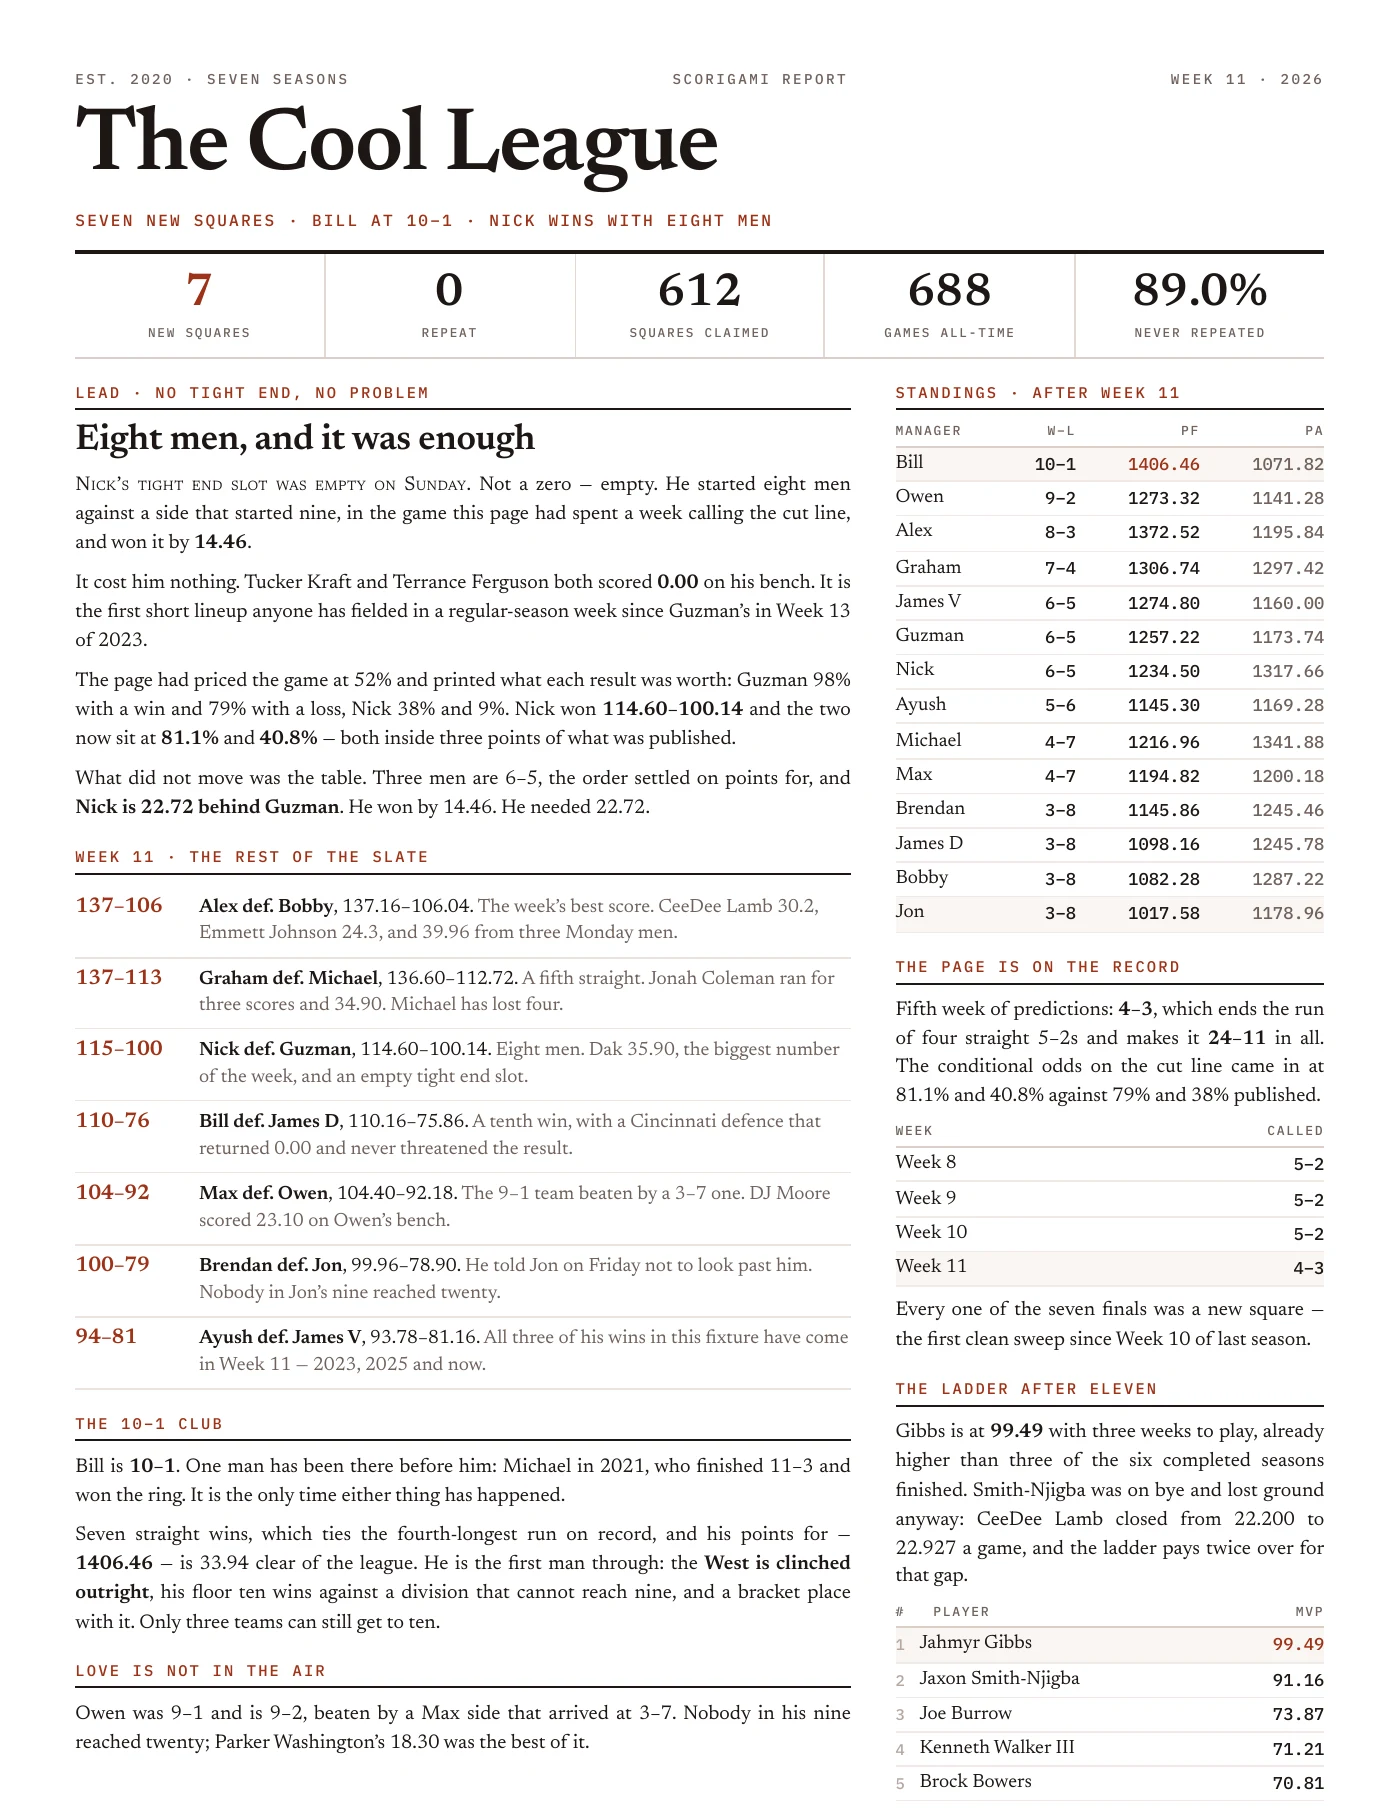 EST. 2020 · SEVEN SEASONS
SCORIGAMI REPORT
WEEK 11 · 2026
The Cool League
SEVEN NEW SQUARES · BILL AT 10–1 · NICK WINS WITH EIGHT MEN
7
NEW SQUARES
0
REPEAT
612
SQUARES CLAIMED
688
GAMES ALL-TIME
89.0%
NEVER REPEATED
LEAD · NO TIGHT END, NO PROBLEM
Eight men, and it was enough
Nick’s tight end slot was empty on Sunday. Not a zero – empty. He started eight men
against a side that started nine, in the game this page had spent a week calling the cut line,
and won it by 14.46.
It cost him nothing. Tucker Kraft and Terrance Ferguson both scored 0.00 on his bench. It is
the first short lineup anyone has fielded in a regular-season week since Guzman’s in Week 13
of 2023.
The page had priced the game at 52% and printed what each result was worth: Guzman 98%
with a win and 79% with a loss, Nick 38% and 9%. Nick won 114.60–100.14 and the two
now sit at 81.1% and 40.8% – both inside three points of what was published.
What did not move was the table. Three men are 6–5, the order settled on points for, and
Nick is 22.72 behind Guzman. He won by 14.46. He needed 22.72.
WEEK 11 · THE REST OF THE SLATE
137–106
Alex def. Bobby, 137.16–106.04. The week’s best score. CeeDee Lamb 30.2,
Emmett Johnson 24.3, and 39.96 from three Monday men.
137–113
Graham def. Michael, 136.60–112.72. A fifth straight. Jonah Coleman ran for
three scores and 34.90. Michael has lost four.
115–100
Nick def. Guzman, 114.60–100.14. Eight men. Dak 35.90, the biggest number
of the week, and an empty tight end slot.
110–76
Bill def. James D, 110.16–75.86. A tenth win, with a Cincinnati defence that
returned 0.00 and never threatened the result.
104–92
Max def. Owen, 104.40–92.18. The 9–1 team beaten by a 3–7 one. DJ Moore
scored 23.10 on Owen’s bench.
100–79
Brendan def. Jon, 99.96–78.90. He told Jon on Friday not to look past him.
Nobody in Jon’s nine reached twenty.
94–81
Ayush def. James V, 93.78–81.16. All three of his wins in this fixture have come
in Week 11 – 2023, 2025 and now.
THE 10–1 CLUB
Bill is 10–1. One man has been there before him: Michael in 2021, who finished 11–3 and
won the ring. It is the only time either thing has happened.
Seven straight wins, which ties the fourth-longest run on record, and his points for –
1406.46 – is 33.94 clear of the league. He is the first man through: the West is clinched
outright, his floor ten wins against a division that cannot reach nine, and a bracket place
with it. Only three teams can still get to ten.
LOVE IS NOT IN THE AIR
Owen was 9–1 and is 9–2, beaten by a Max side that arrived at 3–7. Nobody in his nine
reached twenty; Parker Washington’s 18.30 was the best of it.
STANDINGS · AFTER WEEK 11
MANAGER W–L PF PA
Bill 10–1 1406.46 1071.82
Owen 9–2 1273.32 1141.28
Alex 8–3 1372.52 1195.84
Graham 7–4 1306.74 1297.42
James V 6–5 1274.80 1160.00
Guzman 6–5 1257.22 1173.74
Nick 6–5 1234.50 1317.66
Ayush 5–6 1145.30 1169.28
Michael 4–7 1216.96 1341.88
Max 4–7 1194.82 1200.18
Brendan 3–8 1145.86 1245.46
James D 3–8 1098.16 1245.78
Bobby 3–8 1082.28 1287.22
Jon 3–8 1017.58 1178.96
THE PAGE IS ON THE RECORD
Fifth week of predictions: 4–3, which ends the run
of four straight 5–2s and makes it 24–11 in all.
The conditional odds on the cut line came in at
81.1% and 40.8% against 79% and 38% published.
WEEK CALLED
Week 8 5–2
Week 9 5–2
Week 10 5–2
Week 11 4–3
Every one of the seven finals was a new square –
the first clean sweep since Week 10 of last season.
THE LADDER AFTER ELEVEN
Gibbs is at 99.49 with three weeks to play, already
higher than three of the six completed seasons
finished. Smith-Njigba was on bye and lost ground
anyway: CeeDee Lamb closed from 22.200 to
22.927 a game, and the ladder pays twice over for
that gap.
# PLAYER MVP
1 Jahmyr Gibbs 99.49
2 Jaxon Smith-Njigba 91.16
3 Joe Burrow 73.87
4 Kenneth Walker III 71.21
5 Brock Bowers 70.81